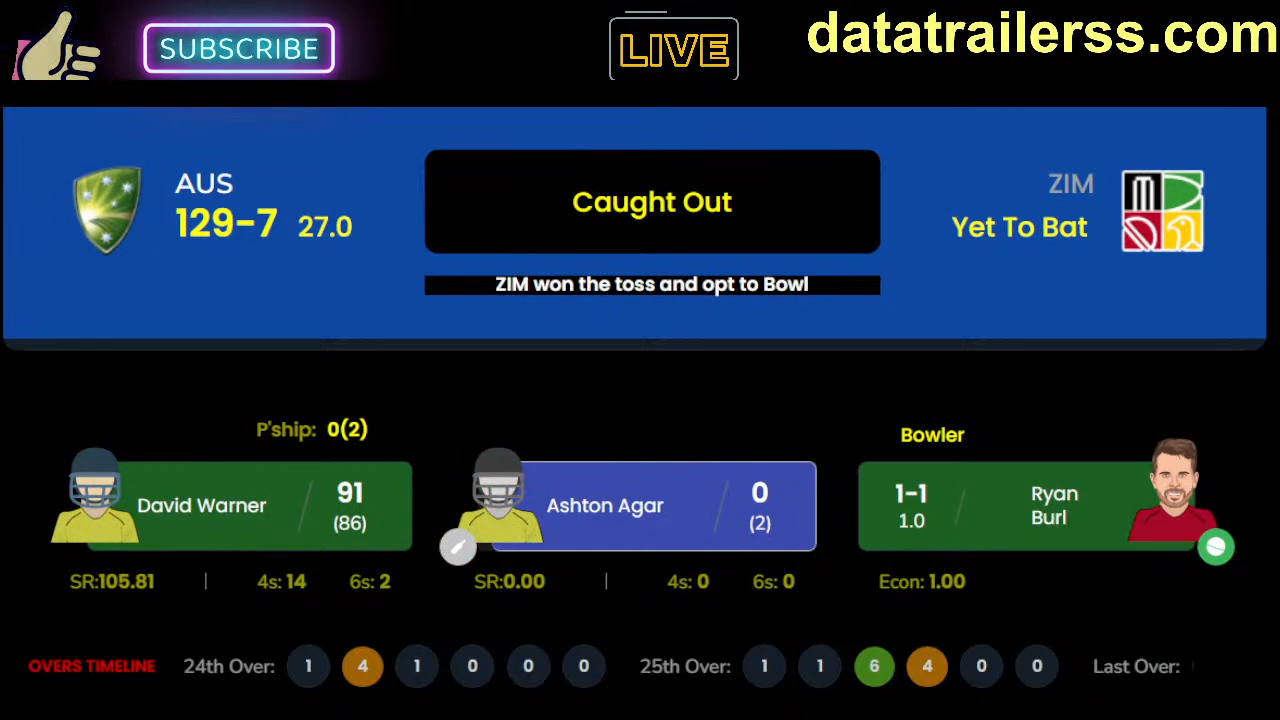 SUBSCRIBE
LIVE
datatrailerss.com
AUS
129-7 27.0
Caught Out
ZIM won the toss and opt to Bowl
ZIM
Yet To Bat
P'ship: 0(2)
David Warner / 91
(86)
SR:105.81 | 4s: 14 6s: 2
Ashton Agar / 0
(2)
SR:0.00 | 4s: 0 6s: 0
Bowler
1-1
1.0
/ Ryan
Burl
Econ: 1.00
OVERS TIMELINE 24th Over: 1 4 1 0 0 0 25th Over: 1 1 6 4 0 0 Last Over: